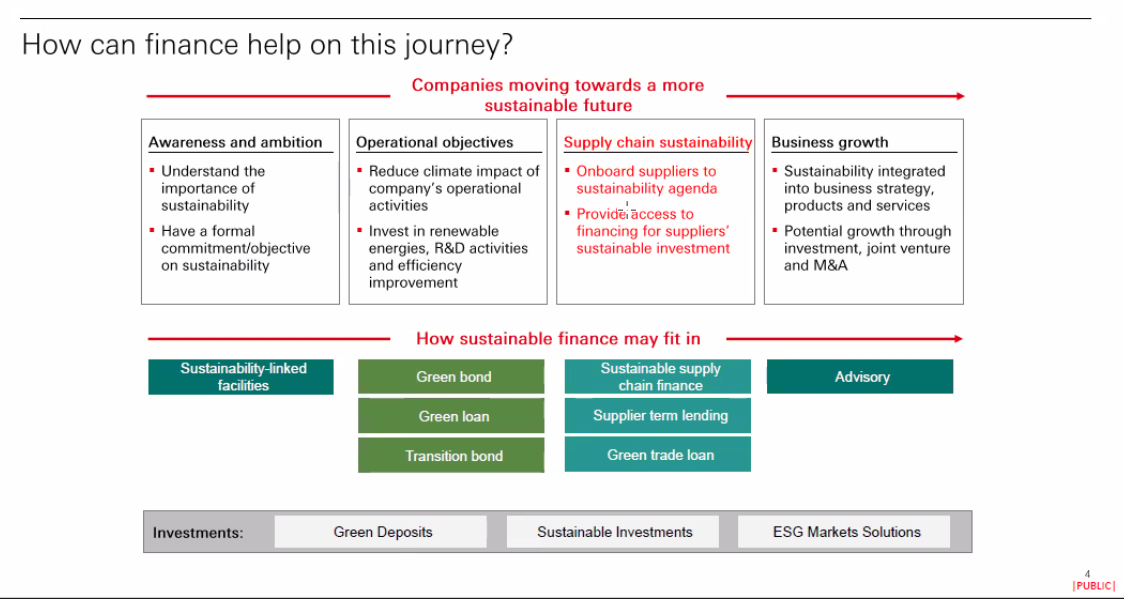 How can finance help on this journey?
Companies moving towards a more
sustainable future
Awareness and ambition
▪ Understand the
importance of
sustainability
▪ Have a formal
commitment/objective
on sustainability
Operational objectives
▪ Reduce climate impact of
company's operational
activities
▪ Invest in renewable
energies, R&D activities
and efficiency
improvement
Supply chain sustainability
▪ Onboard suppliers to
sustainability agenda
▪ Provide access to
financing for suppliers'
sustainable investment
Business growth
▪ Sustainability integrated
into business strategy,
products and services
▪ Potential growth through
investment, joint venture
and M&A
How sustainable finance may fit in
Sustainability-linked
facilities
Green bond
Green loan
Transition bond
Sustainable supply
chain finance
Supplier term lending
Green trade loan
Advisory
Investments:
Green Deposits
Sustainable Investments
ESG Markets Solutions
4
|PUBLIC|